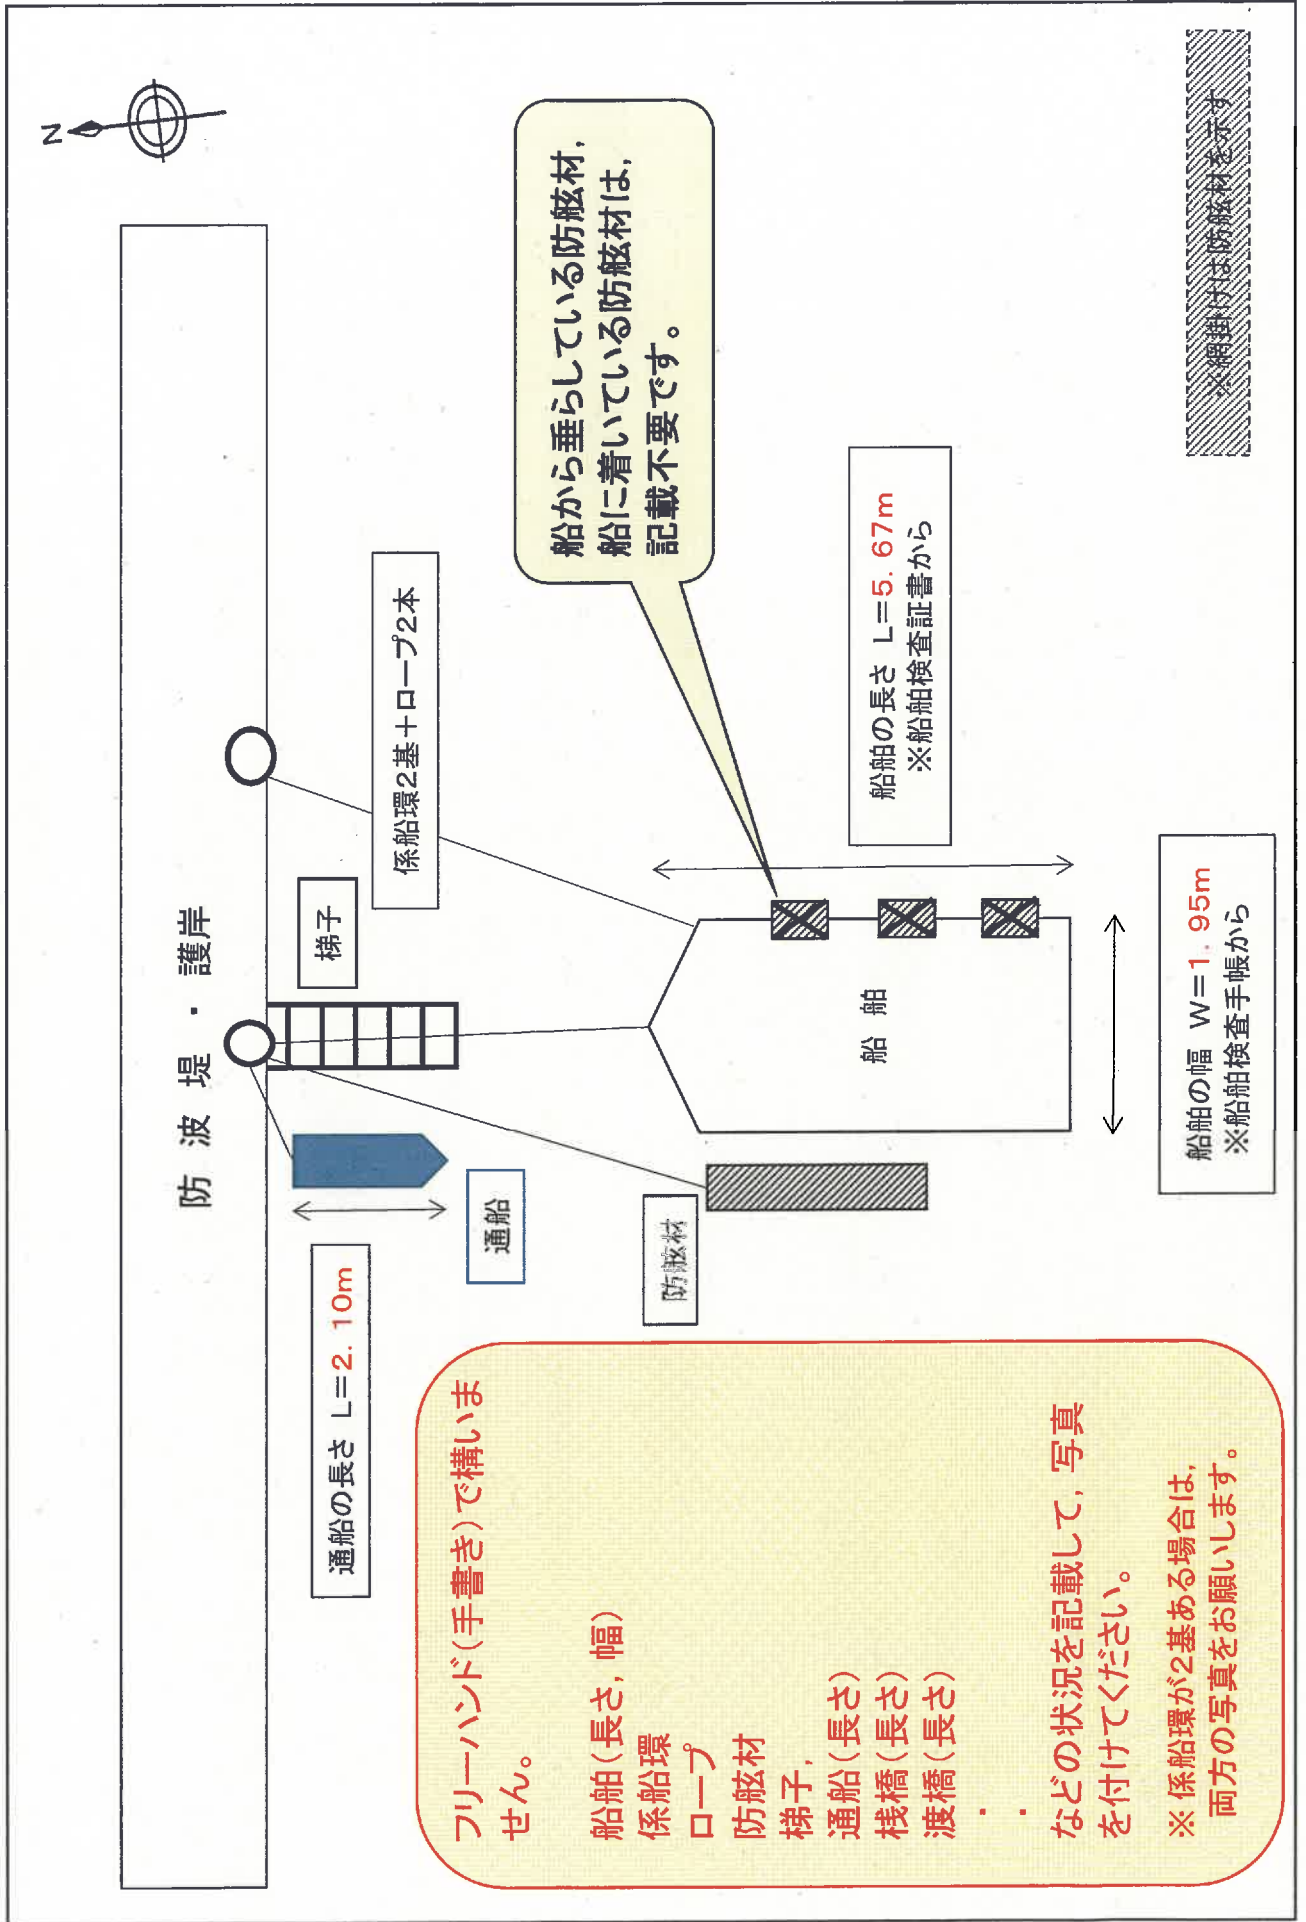 防波堤・護岸
N
通船の長さ L=2. 10m
梯子
係船環2基＋ロープ2本
通船
防舷材
船舶
船から垂らしている防舷材,
船に着いている防舷材は,
記載不要です。
船舶の長さ L=5. 67m
※船舶検査証書から
船舶の幅 W=1. 95m
※船舶検査手帳から
※網掛けは防舷材を示す
フリーハンド(手書き)で構いま
せん。
船舶(長さ, 幅)
係船環
ロープ
防舷材
梯子,
通船(長さ)
桟橋(長さ)
渡橋(長さ)
・
・
などの状況を記載して, 写真
を付けてください。
※ 係船環が2基ある場合は,
両方の写真をお願いします。